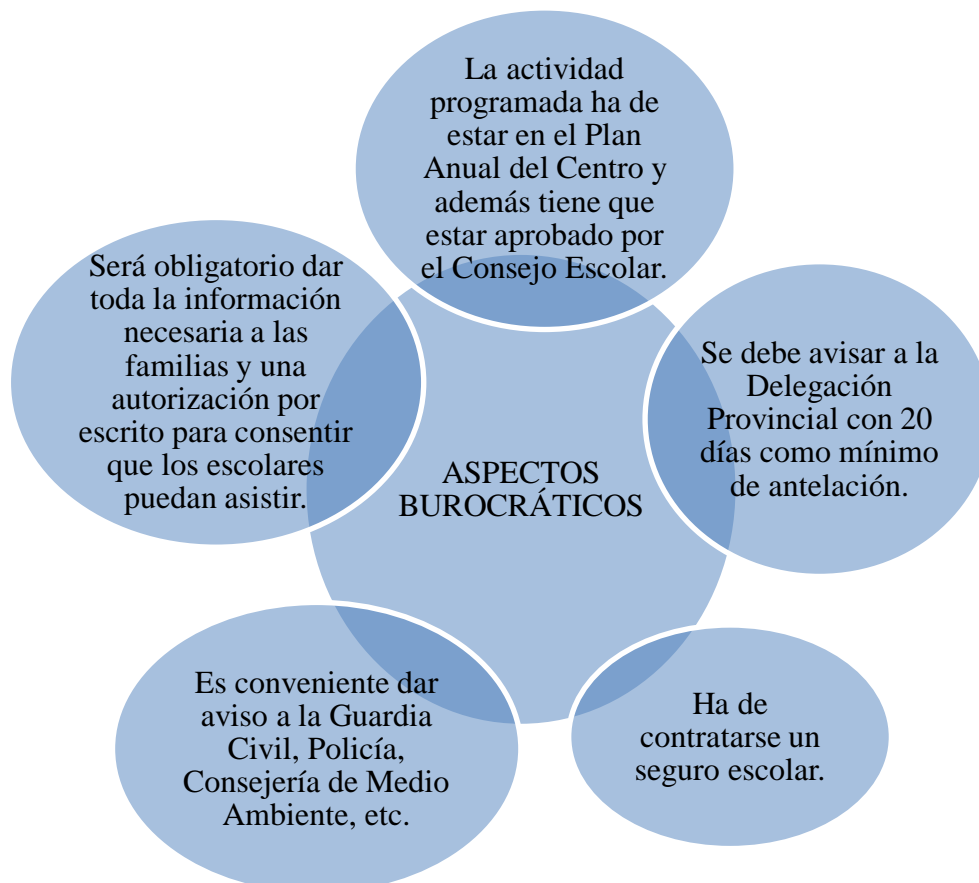 La actividad
programada ha de
estar en el Plan
Anual del Centro y
además tiene que
estar aprobado por
el Consejo Escolar.
Será obligatorio dar
toda la información
necesaria a las
familias y una
autorización por
escrito para consentir
que los escolares
puedan asistir.
Se debe avisar a la
Delegación
Provincial con 20
días como mínimo
de antelación.
ASPECTOS
BUROCRÁTICOS
Es conveniente dar
aviso a la Guardia
Civil, Policía,
Consejería de Medio
Ambiente, etc.
Ha de
contratarse un
seguro escolar.